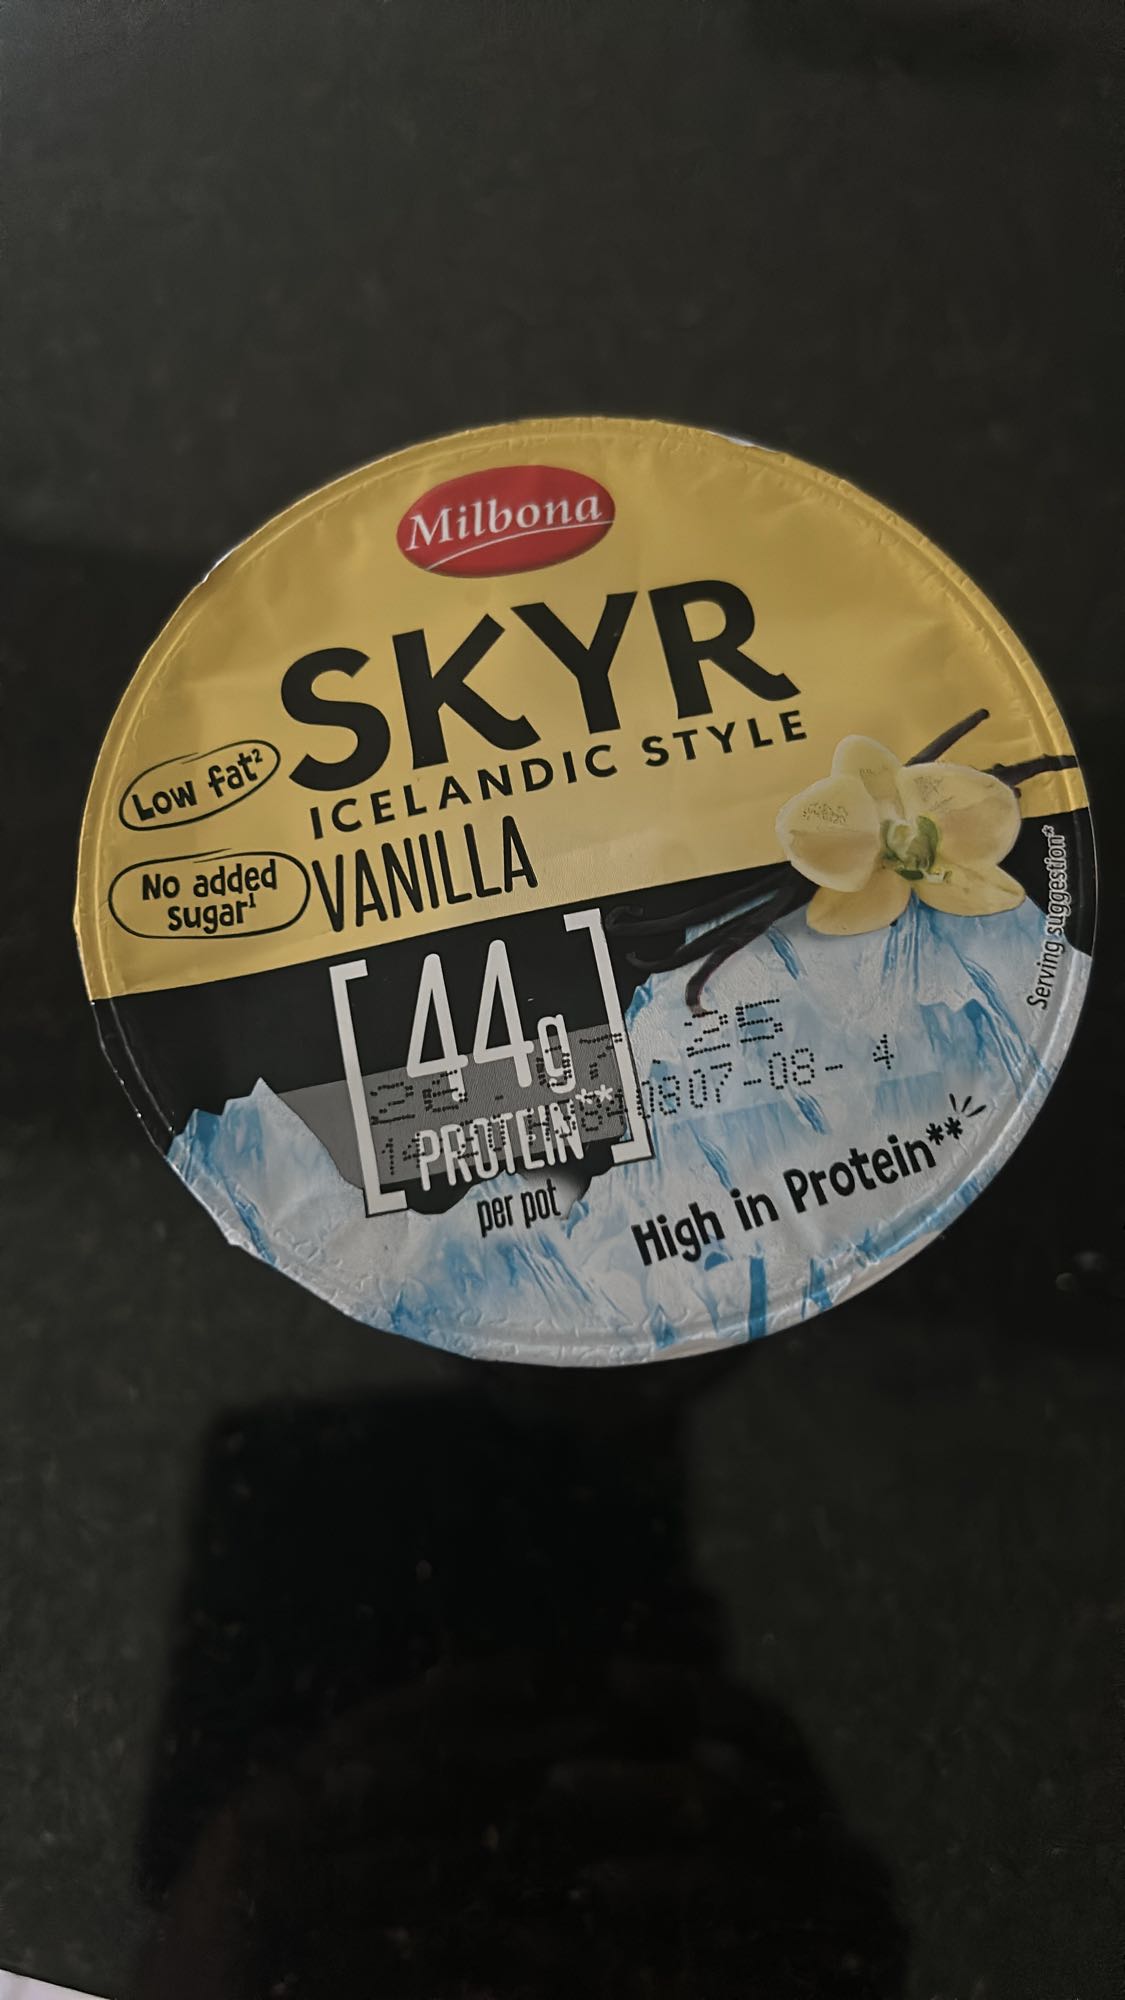 Milbona
SKYR
ICELANDIC STYLE
VANILLA
Low fat²
No added
Sugar¹
44g
PROTEIN**
per pot
25
0807-08- 4
High in Protein**
Serving suggestion*